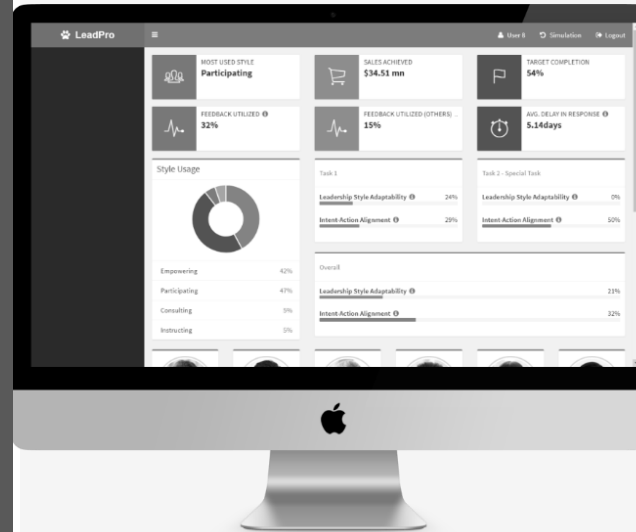 LeadPro
User 8 Simulation Logout
MOST USED STYLE
Participating
SALES ACHIEVED
$34.51 mn
TARGET COMPLETION
54%
FEEDBACK UTILIZED
32%
FEEDBACK UTILIZED (OTHERS) ...
15%
AVG. DELAY IN RESPONSE
5.14days
Style Usage
Empowering 42%
Participating 47%
Consulting 5%
Instructing 5%
Task 1
Leadership Style Adaptability 24%
Intent-Action Alignment 29%
Task 2 - Special Task
Leadership Style Adaptability 0%
Intent-Action Alignment 50%
Overall
Leadership Style Adaptability 21%
Intent-Action Alignment 32%